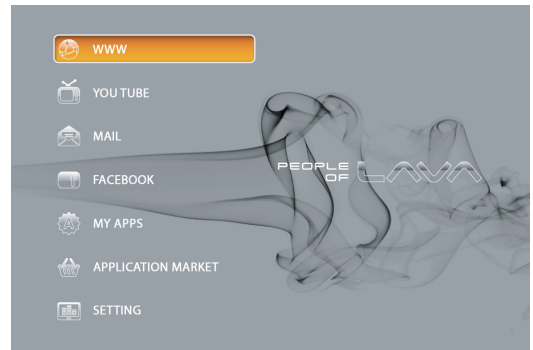 WWW
YOU TUBE
MAIL
FACEBOOK
MY APPS
APPLICATION MARKET
SETTING
PEOPLE
OF LAVA